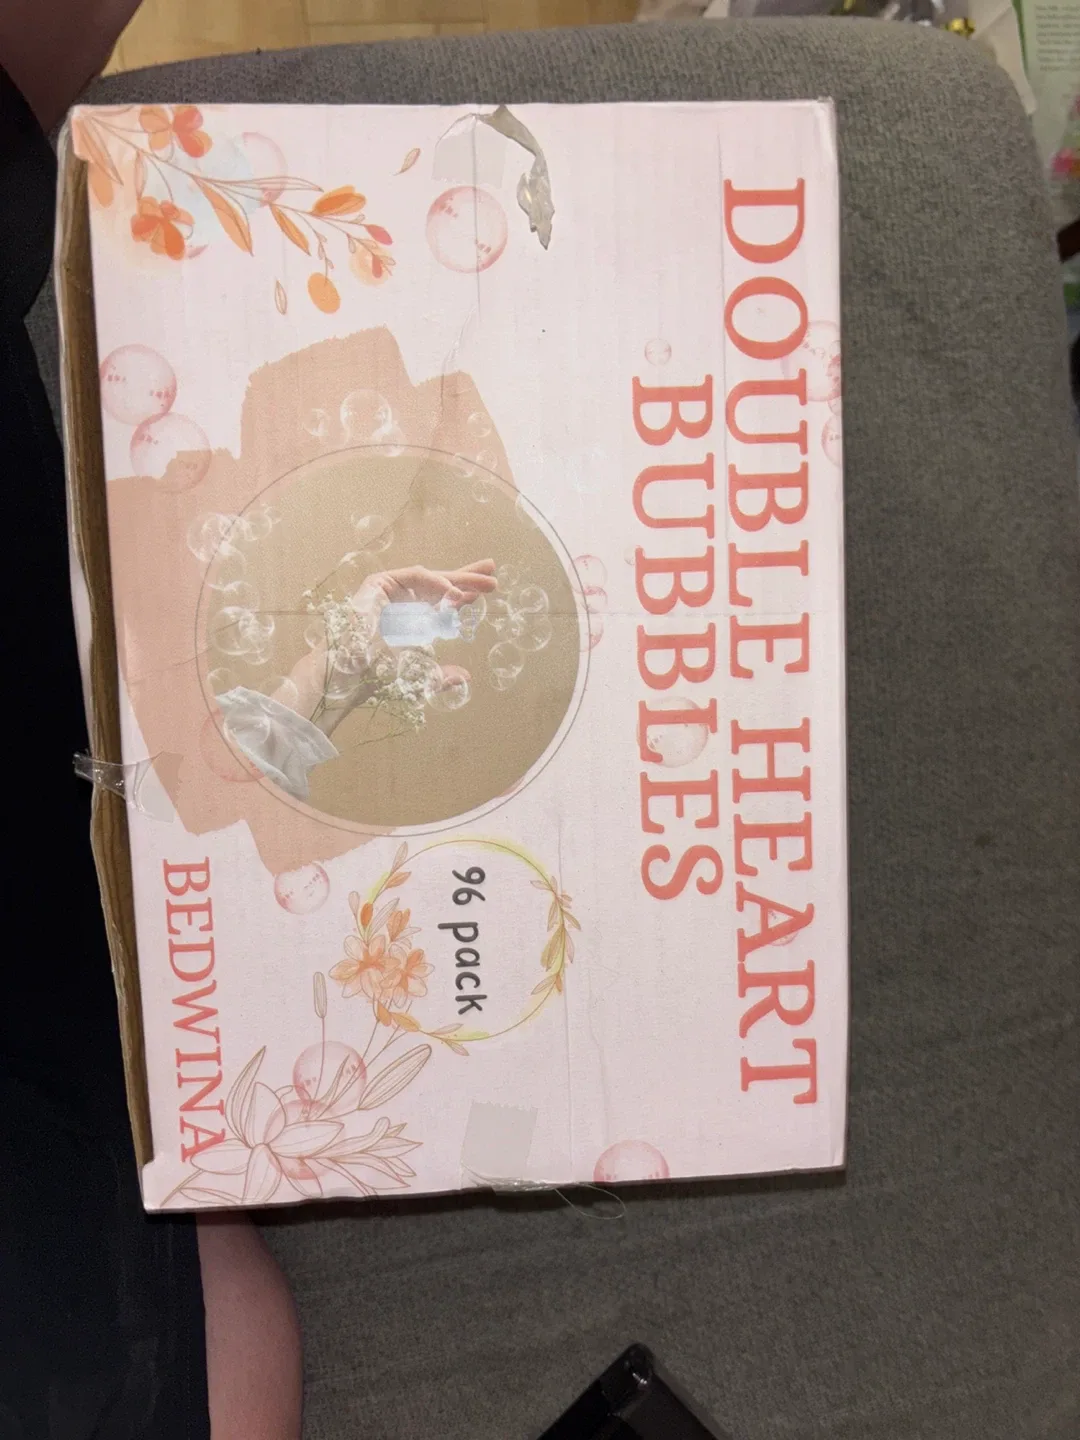 DOUBLE HEART
BUBBLES
96 pack
BEDWINA